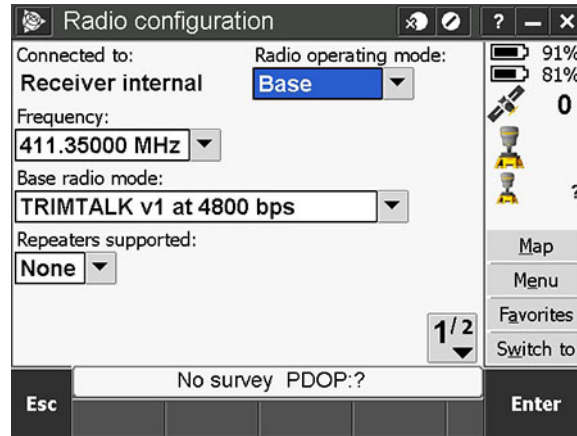 Radio configuration
? – X
Connected to: Radio operating mode:
Receiver internal Base
Frequency:
411.35000 MHz
Base radio mode:
TRIMTALK v1 at 4800 bps
Repeaters supported:
None
1/2
91%
81%
0
?
Map
Menu
Favorites
Switch to
No survey PDOP:?
Esc
Enter